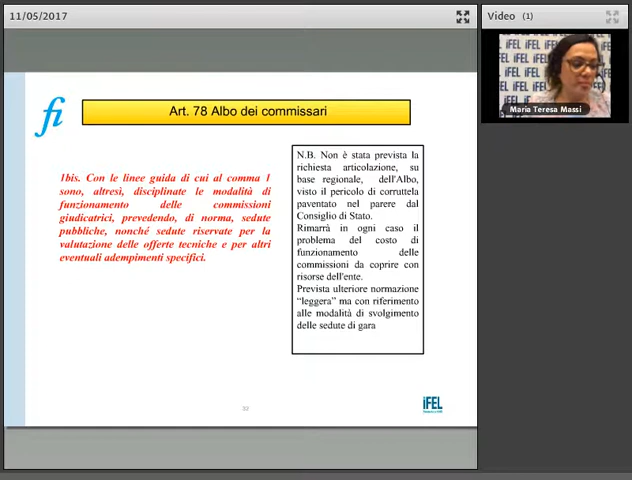 11/05/2017
Video (1)
Maria Teresa Massi
Art. 78 Albo dei commissari
1bis. Con le linee guida di cui al comma 1
sono, altresì, disciplinate le modalità di
funzionamento delle commissioni
giudicatrici, prevedendo, di norma, sedute
pubbliche, nonché sedute riservate per la
valutazione delle offerte tecniche e per altri
eventuali adempimenti specifici.
N.B. Non è stata prevista la
richiesta articolazione, su
base regionale, dell'Albo,
visto il pericolo di corruttela
paventato nel parere dal
Consiglio di Stato.
Rimarrà in ogni caso il
problema del costo di
funzionamento delle
commissioni da coprire con
risorse dell'ente.
Prevista ulteriore normazione
“leggera” ma con riferimento
alle modalità di svolgimento
delle sedute di gara
iFEL